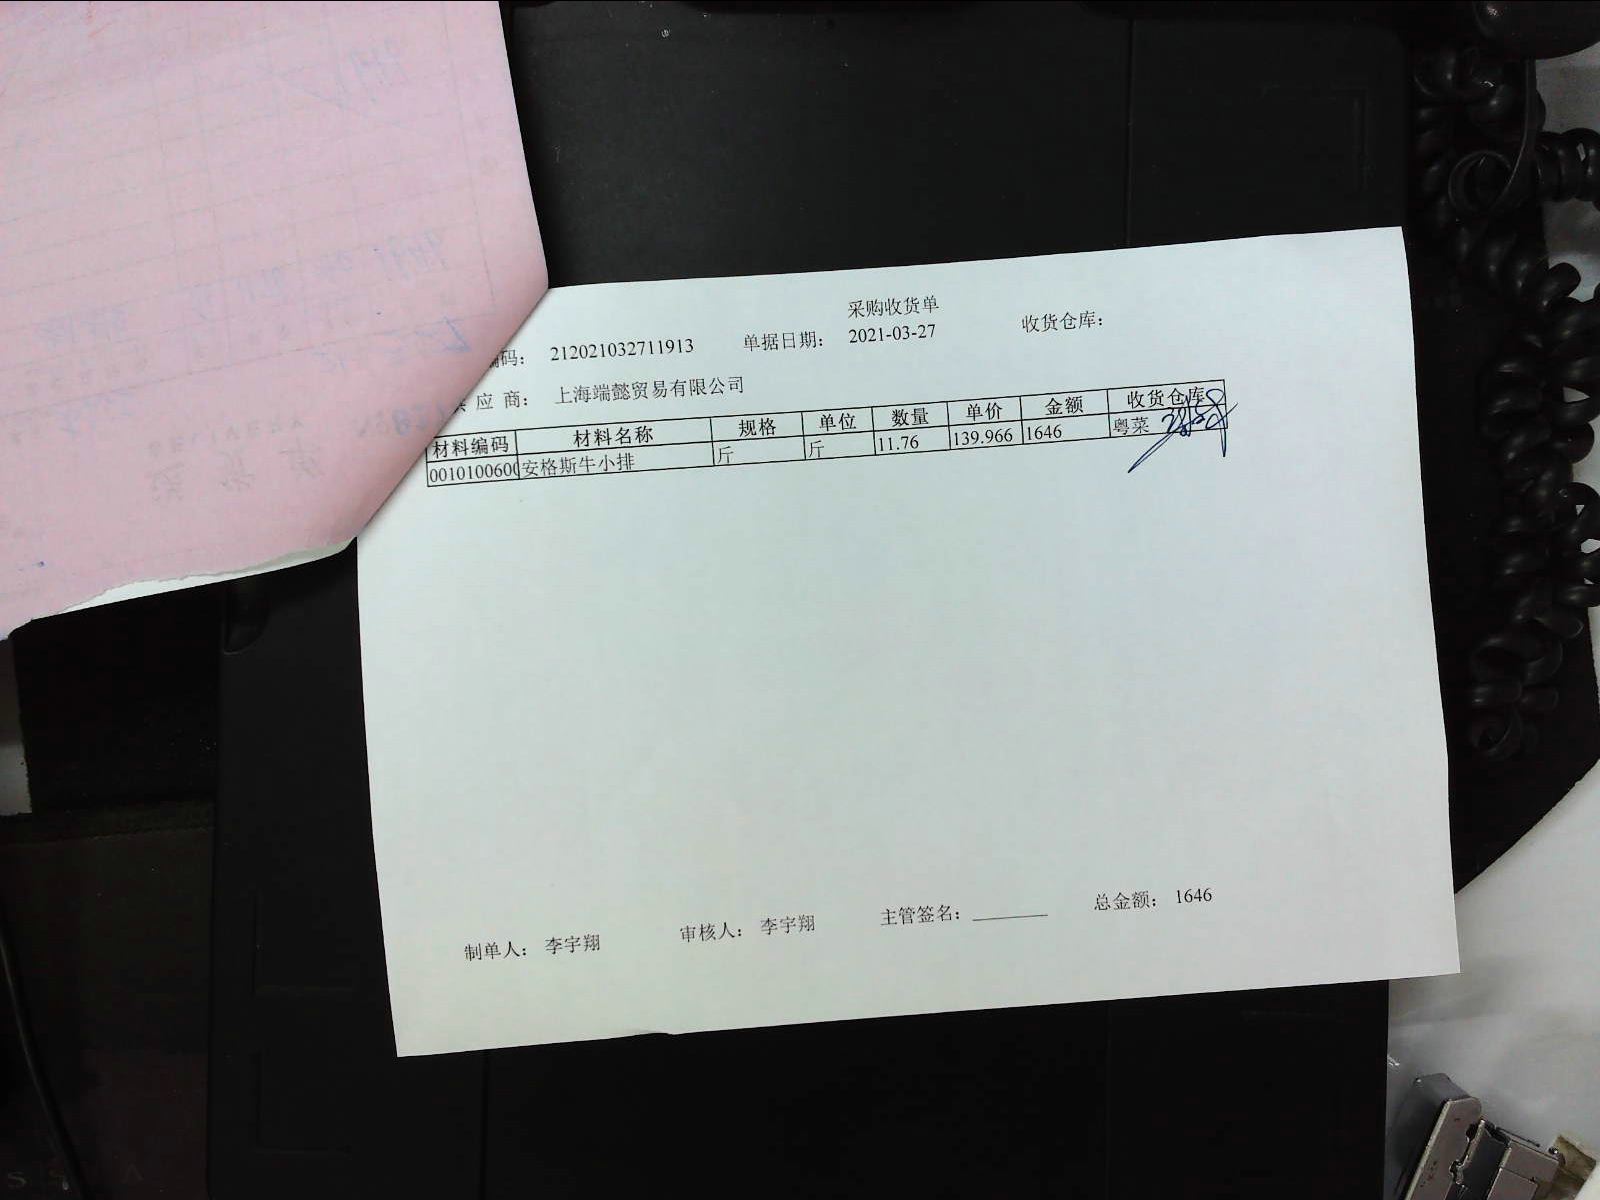 采购收货单
编码: 212021032711913 单据日期: 2021-03-27 收货仓库:
应 商: 上海端懿贸易有限公司
材料编码 材料名称 规格 单位 数量 单价 金额 收货仓库
0010100600 安格斯牛小排 斤 斤 11.76 139.966 1646 粤菜
制单人: 李宇翔 审核人: 李宇翔 主管签名: 总金额: 1646